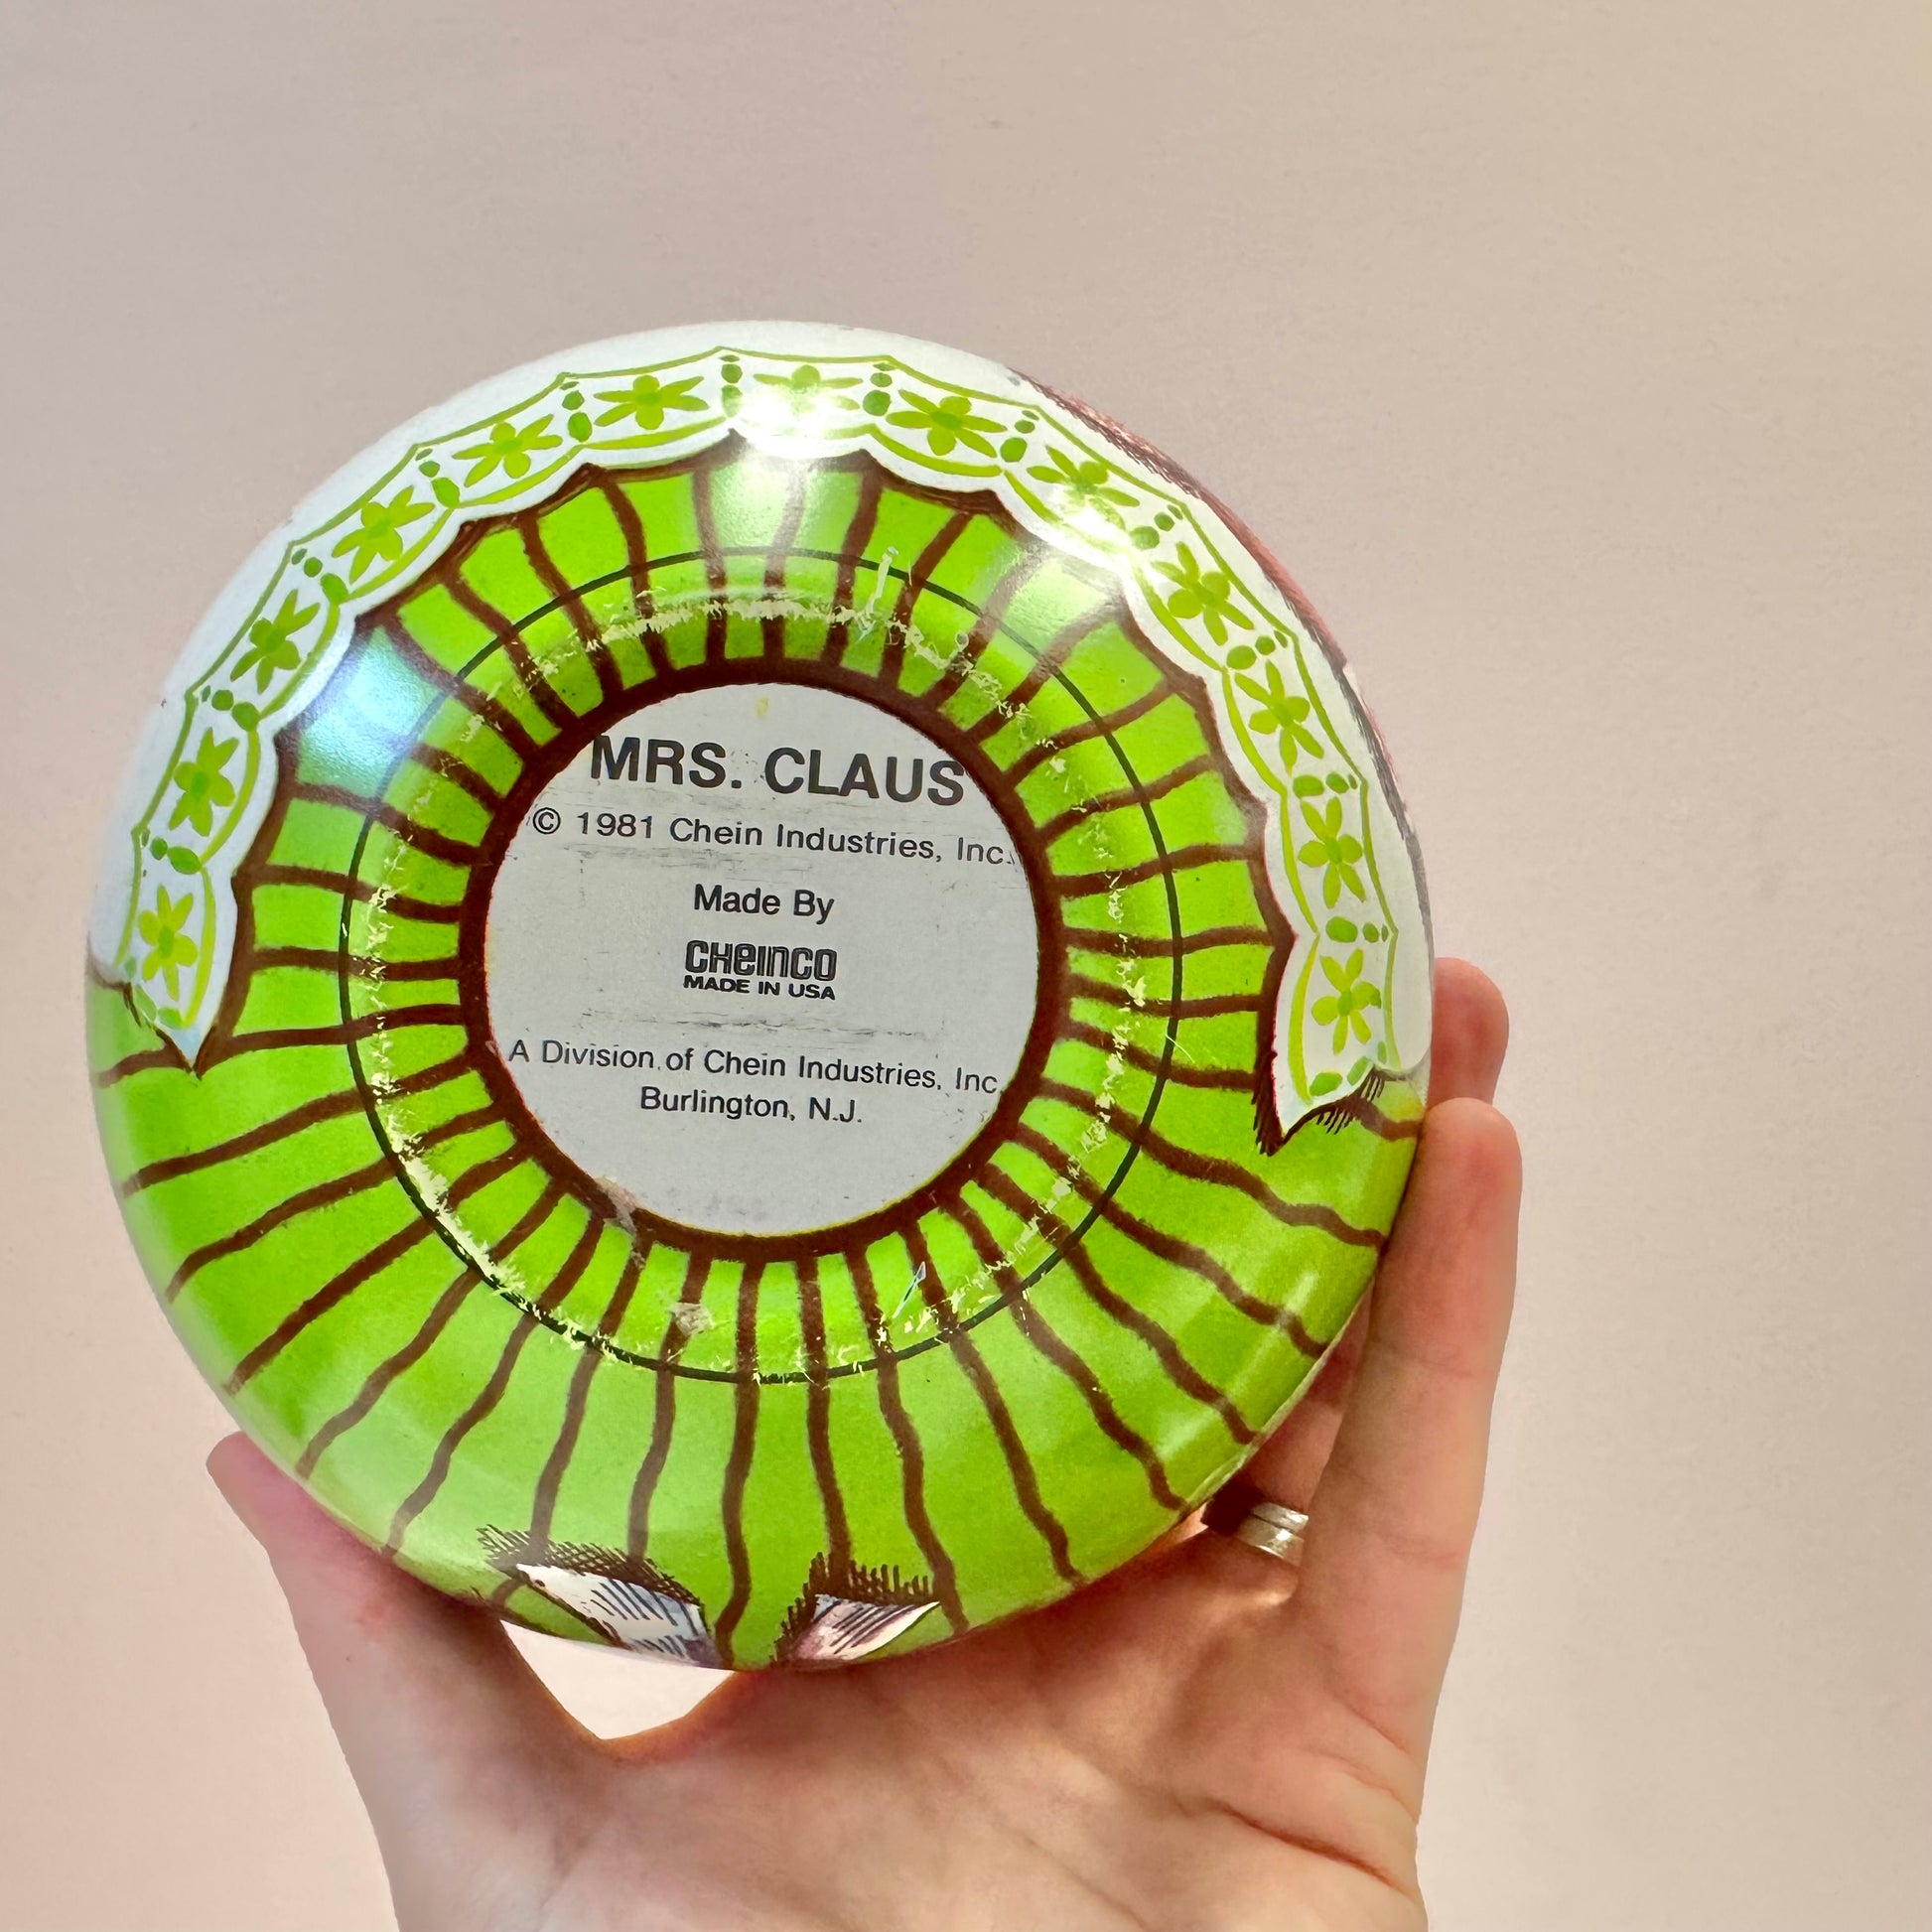 MRS. CLAUS
© 1981 Chein Industries, Inc.
Made By
CHEINCO
MADE IN USA
A Division of Chein Industries, Inc.
Burlington, N.J.